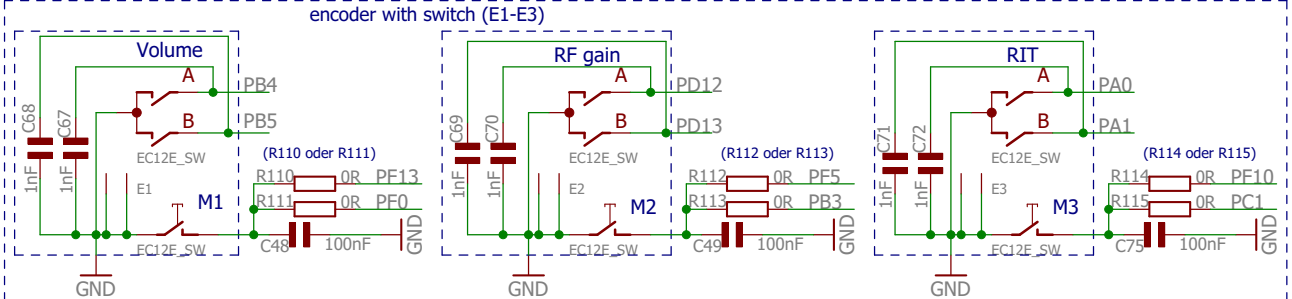 encoder with switch (E1-E3)
Volume
A
PB4
B
PB5
C68
C67
1nF
1nF
EC12E_SW
E1
M1
EC12E_SW
(R110 oder R111)
R110 0R PF13
R111 0R PF0
C48 100nF
GND
GND
RF gain
A
PD12
B
PD13
C69
C70
1nF
1nF
EC12E_SW
E2
M2
EC12E_SW
(R112 oder R113)
R112 0R PF5
R113 0R PB3
C49 100nF
GND
GND
RIT
A
PA0
B
PA1
C71
C72
1nF
1nF
EC12E_SW
E3
M3
EC12E_SW
(R114 oder R115)
R114 0R PF10
R115 0R PC1
C75 100nF
GND
GND